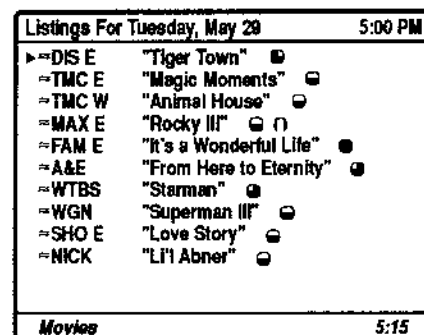 Listings For Tuesday, May 29 5:00 PM
DIS E "Tiger Town"
TMC E "Magic Moments"
TMC W "Animal House"
MAX E "Rocky III"
FAM E "It's a Wonderful Life"
A&E "From Here to Eternity"
WTBS "Starman"
WGN "Superman III"
SHO E "Love Story"
NICK "Li'l Abner"
Movies 5:15